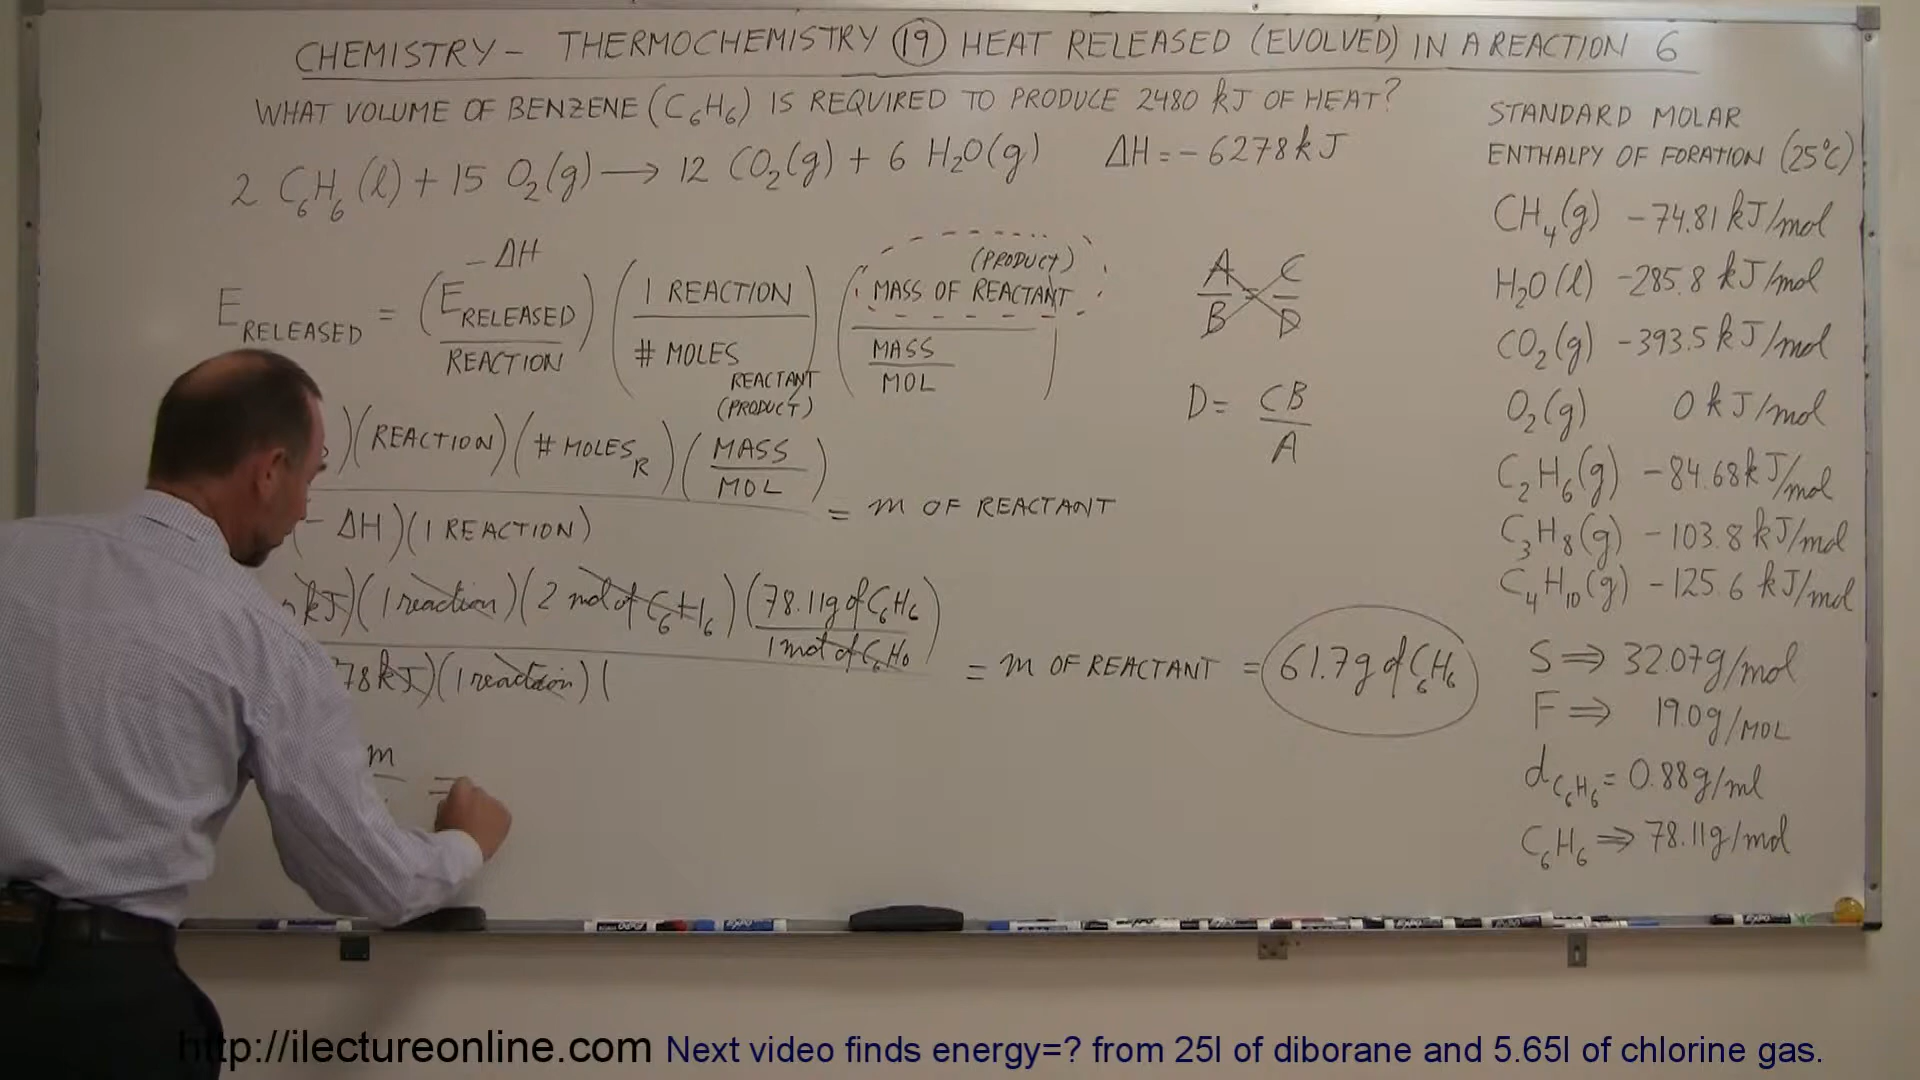 CHEMISTRY - THERMOCHEMISTRY 19 HEAT RELEASED (EVOLVED) IN A REACTION 6
WHAT VOLUME OF BENZENE (C₆H₆) IS REQUIRED TO PRODUCE 2480 kJ OF HEAT?
2 C₆H₆(l) + 15 O₂(g) → 12 CO₂(g) + 6 H₂O(g) ΔH = -6278 kJ
-ΔH
(PRODUCT)
E RELEASED = (E RELEASED / REACTION) (1 REACTION / # MOLES REACTANT (PRODUCT)) (MASS OF REACTANT / MASS / MOL)
A/B = C/D
D = CB/A
)(REACTION)(# MOLES R)(MASS/MOL)
- ΔH)(1 REACTION)
= m OF REACTANT
kJ)(1 reaction)(2 mol of C₆H₆)(78.11g of C₆H₆ / 1 mol of C₆H₆)
78 kJ)(1 reaction)(
= m OF REACTANT = 61.7g of C₆H₆
m
=
STANDARD MOLAR
ENTHALPY OF FORATION (25°C)
CH₄(g) -74.81 kJ/mol
H₂O(l) -285.8 kJ/mol
CO₂(g) -393.5 kJ/mol
O₂(g) 0 kJ/mol
C₂H₆(g) -84.68 kJ/mol
C₃H₈(g) -103.8 kJ/mol
C₄H₁₀(g) -125.6 kJ/mol
S ⇒ 32.07g/mol
F ⇒ 19.0g/MOL
d C₆H₆ = 0.88g/ml
C₆H₆ ⇒ 78.11g/mol
EXPO
http://ilectureonline.com Next video finds energy=? from 25l of diborane and 5.65l of chlorine gas.